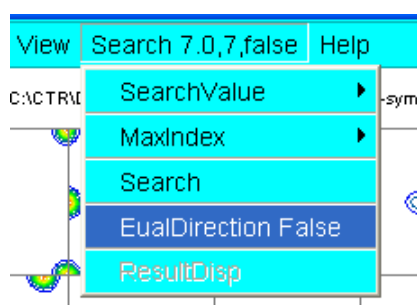 View Search 7.0,7,false Help
C:\CTR\
SearchValue
-sym
MaxIndex
Search
EualDirection False
ResultDisp